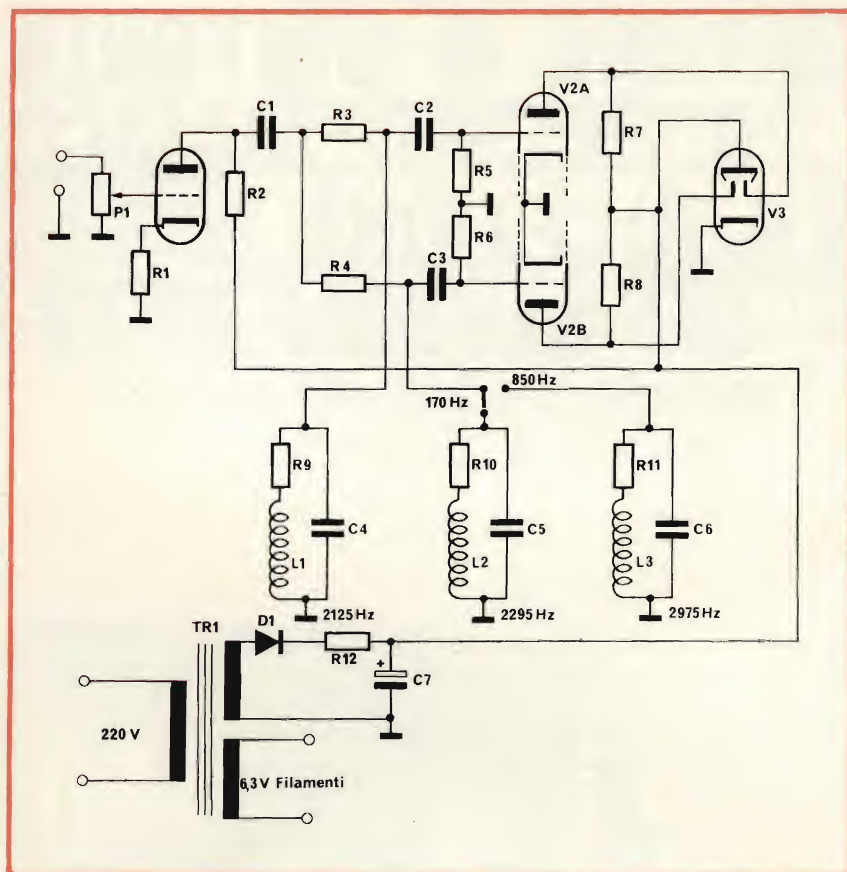 P1
R1
R2
C1
R3
R4
C2
C3
R5
R6
V2A
V2B
R7
R8
V3
170 Hz
850 Hz
R9
L1
C4
2125 Hz
R10
L2
C5
2295 Hz
R11
L3
C6
2975 Hz
TR1
D1
R12
+
C7
220 V
6,3 V Filamenti